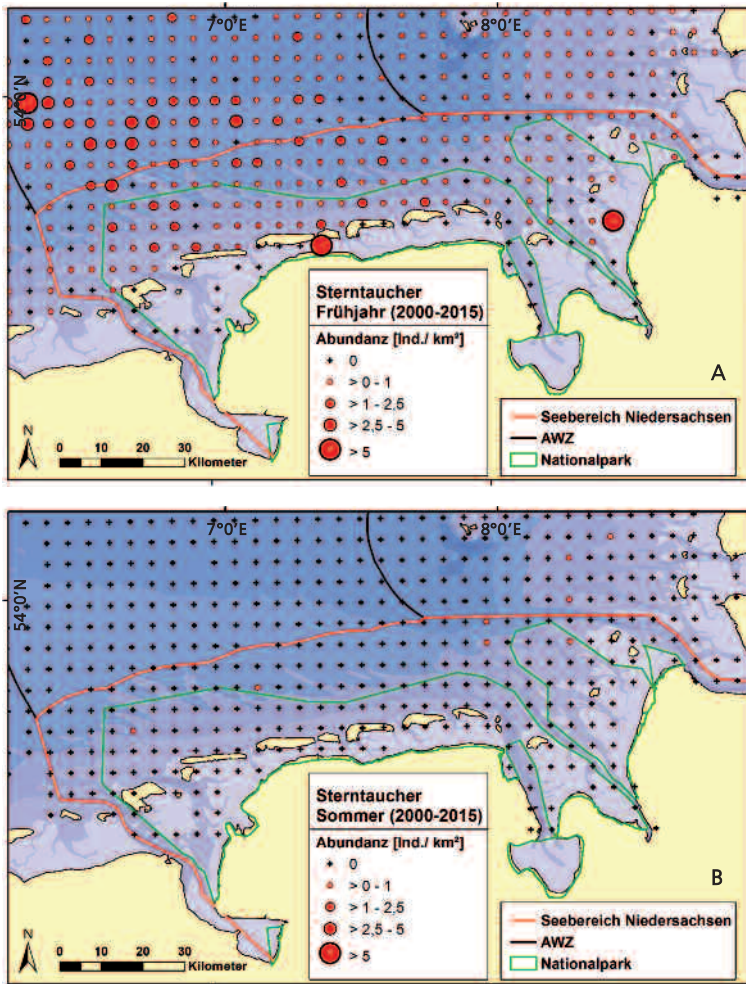 7°0'E
8°0'E
54°0'N
Sterntaucher
Frühjahr (2000-2015)
Abundanz [Ind./ km²]
0
> 0 - 1
> 1 - 2,5
> 2,5 - 5
> 5
A
N
0 10 20 30
Kilometer
Seebereich Niedersachsen
AWZ
Nationalpark
7°0'E
8°0'E
54°0'N
Sterntaucher
Sommer (2000-2015)
Abundanz [Ind./ km²]
0
> 0 - 1
> 1 - 2,5
> 2,5 - 5
> 5
B
N
0 10 20 30
Kilometer
Seebereich Niedersachsen
AWZ
Nationalpark